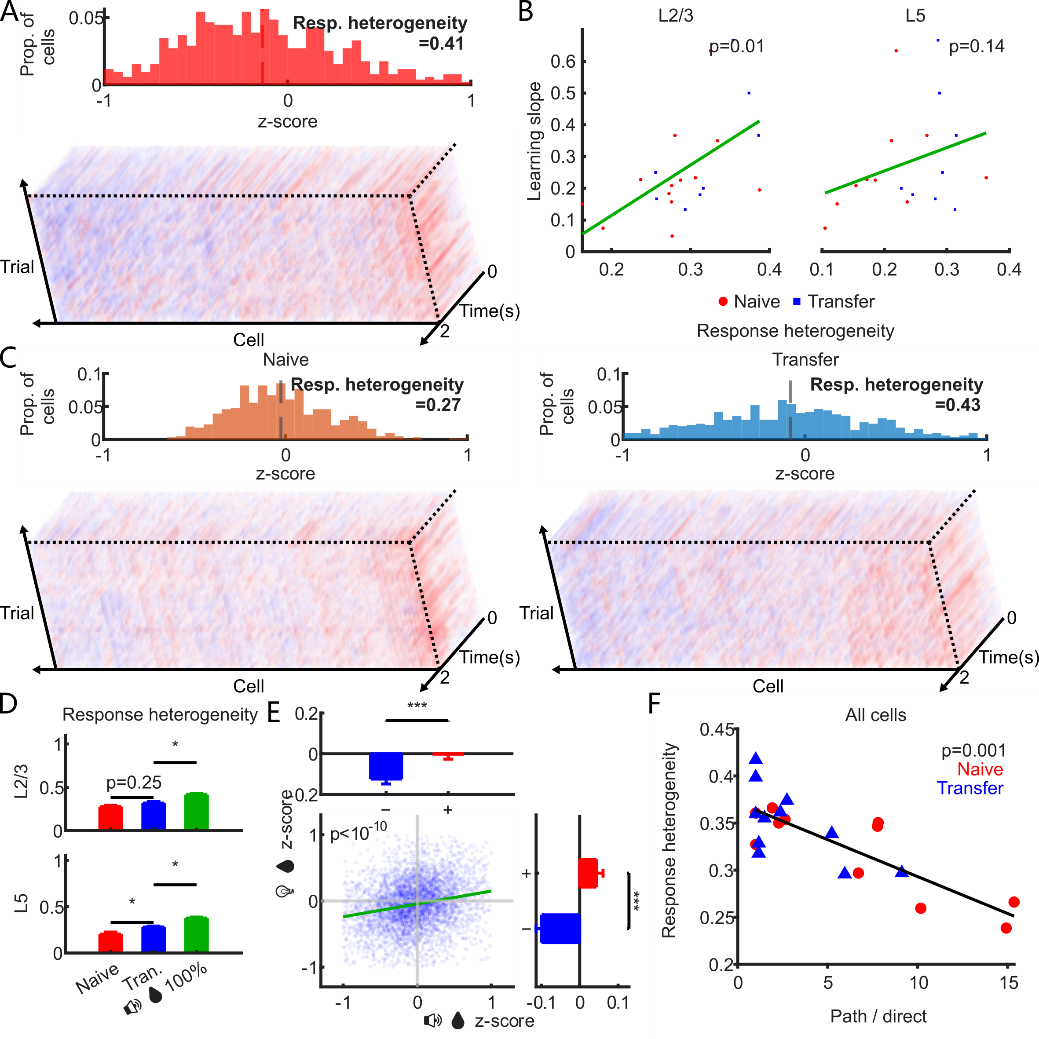 A
Prop. of
cells
0.05
0
Resp. heterogeneity
=0.41
-1
0
1
z-score
Trial
Cell
0
Time(s)
2
B
L2/3
L5
p=0.01
p=0.14
Learning slope
0.6
0.5
0.4
0.3
0.2
0.1
0
0.2
0.3
0.4
0.1
0.2
0.3
0.4
Naive
Transfer
Response heterogeneity
C
Naive
Prop. of
cells
0.1
0.05
0
Resp. heterogeneity
=0.27
-1
0
1
z-score
Trial
Cell
0
Time(s)
2
Transfer
Prop. of
cells
0.1
0.05
0
Resp. heterogeneity
=0.43
-1
0
1
z-score
Trial
Cell
0
Time(s)
2
D
Response heterogeneity
L2/3
1
0.5
0
p=0.25
*
L5
1
0.5
0
*
*
Naive
Tran.
100%
E
0.2
0
0.2
***
−
+
z-score
p<10-10
1
0
-1
-1
0
1
z-score
+
−
***
-0.1
0
0.1
F
All cells
p=0.001
Naive
Transfer
Response heterogeneity
0.45
0.4
0.35
0.3
0.25
0.2
0
5
10
15
Path / direct